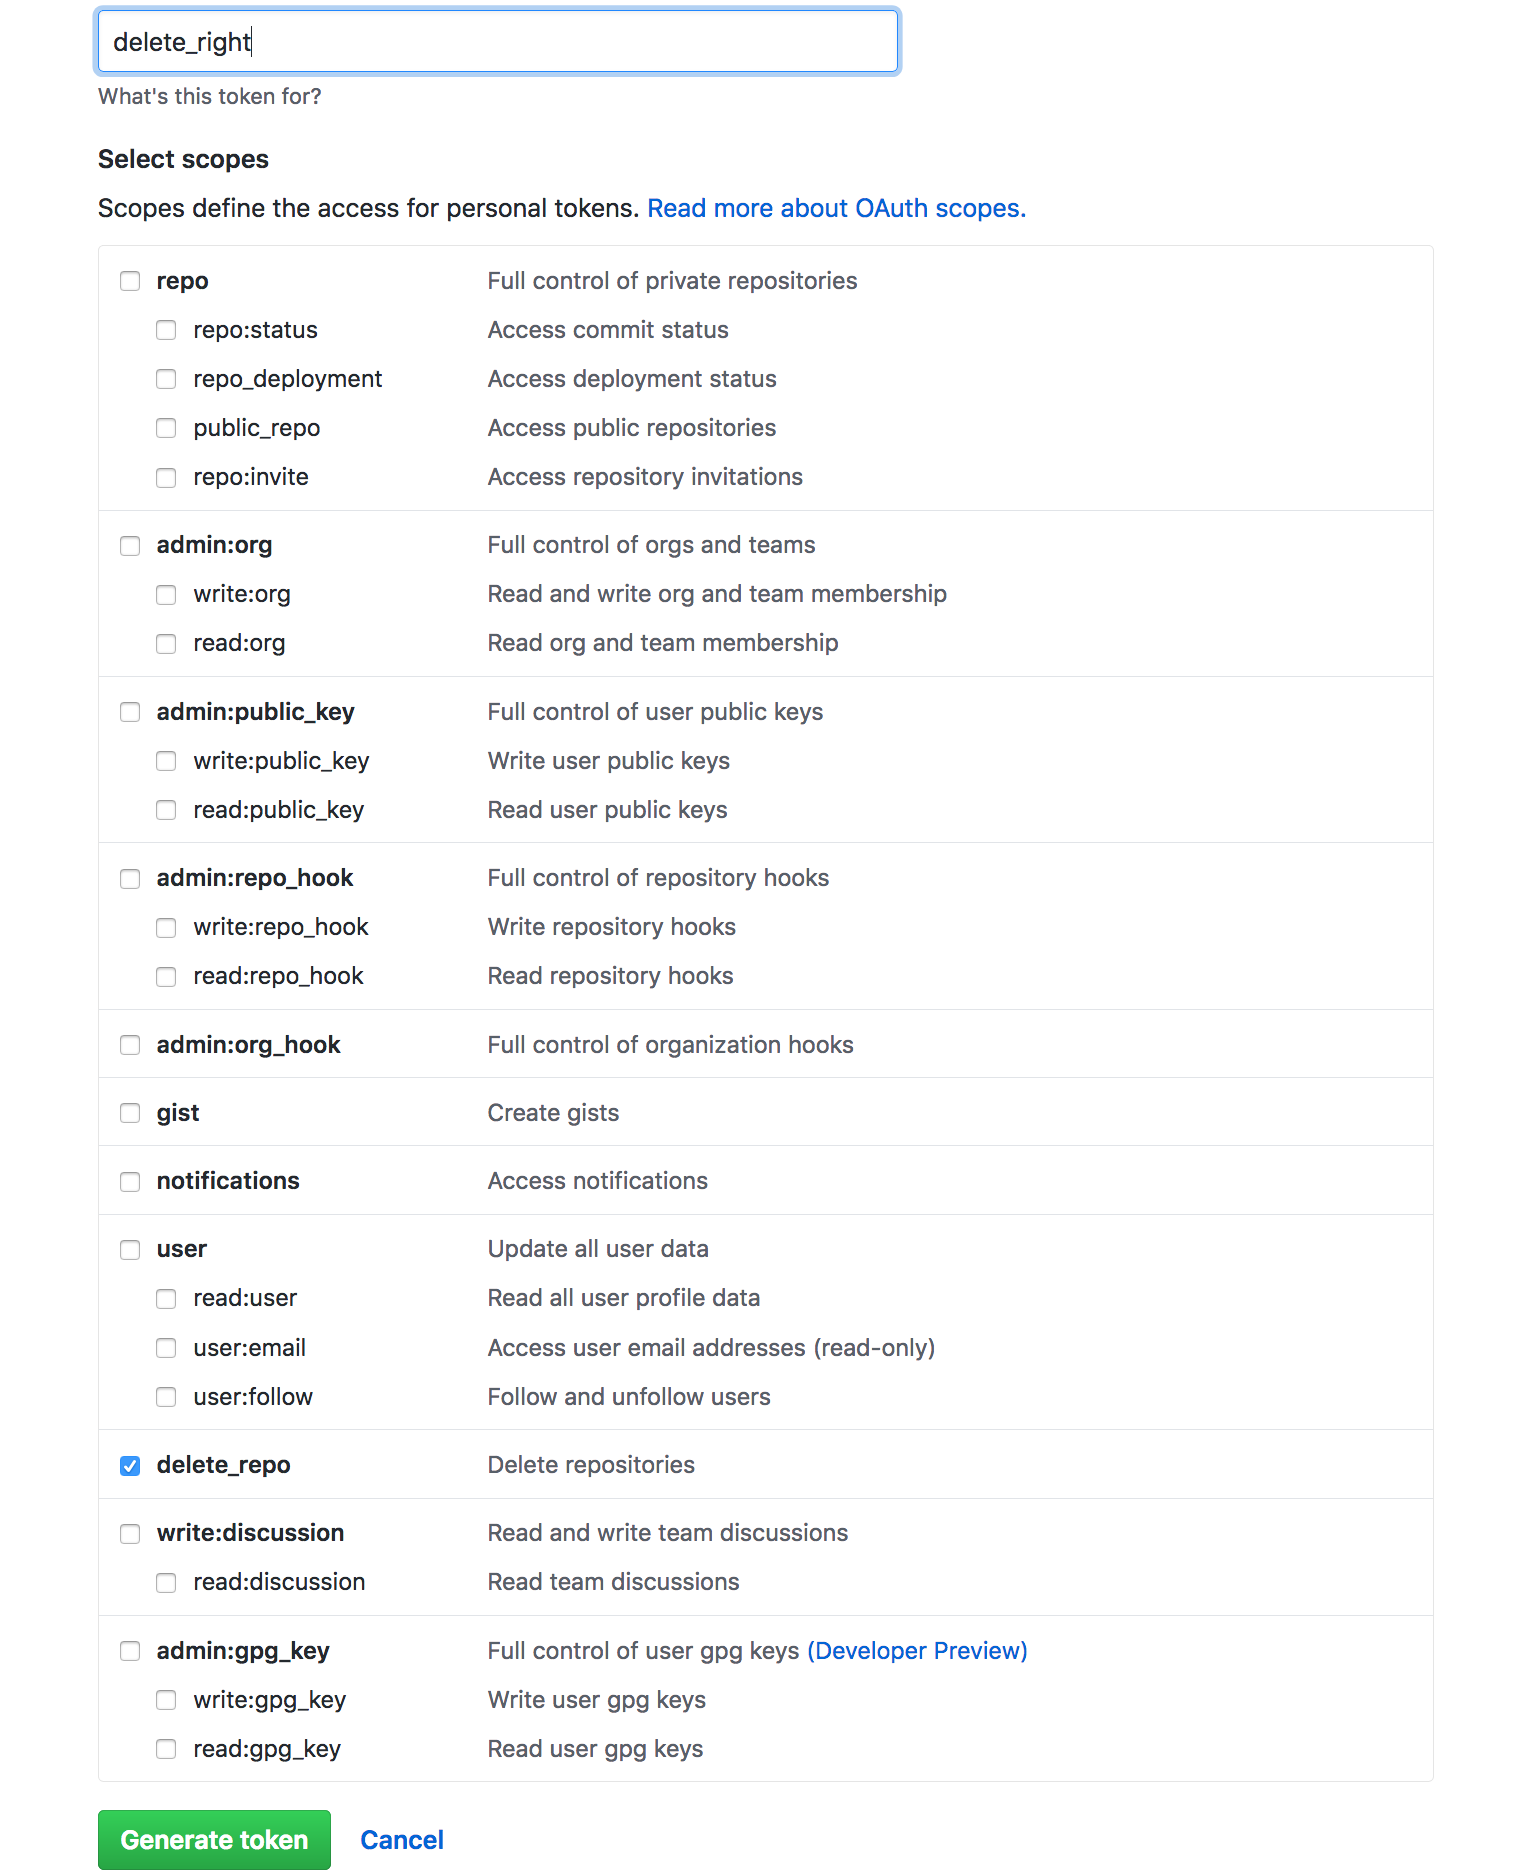 delete_right
What's this token for?
Select scopes
Scopes define the access for personal tokens. Read more about OAuth scopes.
repo Full control of private repositories
repo:status Access commit status
repo_deployment Access deployment status
public_repo Access public repositories
repo:invite Access repository invitations
admin:org Full control of orgs and teams
write:org Read and write org and team membership
read:org Read org and team membership
admin:public_key Full control of user public keys
write:public_key Write user public keys
read:public_key Read user public keys
admin:repo_hook Full control of repository hooks
write:repo_hook Write repository hooks
read:repo_hook Read repository hooks
admin:org_hook Full control of organization hooks
gist Create gists
notifications Access notifications
user Update all user data
read:user Read all user profile data
user:email Access user email addresses (read-only)
user:follow Follow and unfollow users
delete_repo Delete repositories
write:discussion Read and write team discussions
read:discussion Read team discussions
admin:gpg_key Full control of user gpg keys (Developer Preview)
write:gpg_key Write user gpg keys
read:gpg_key Read user gpg keys
Generate token Cancel